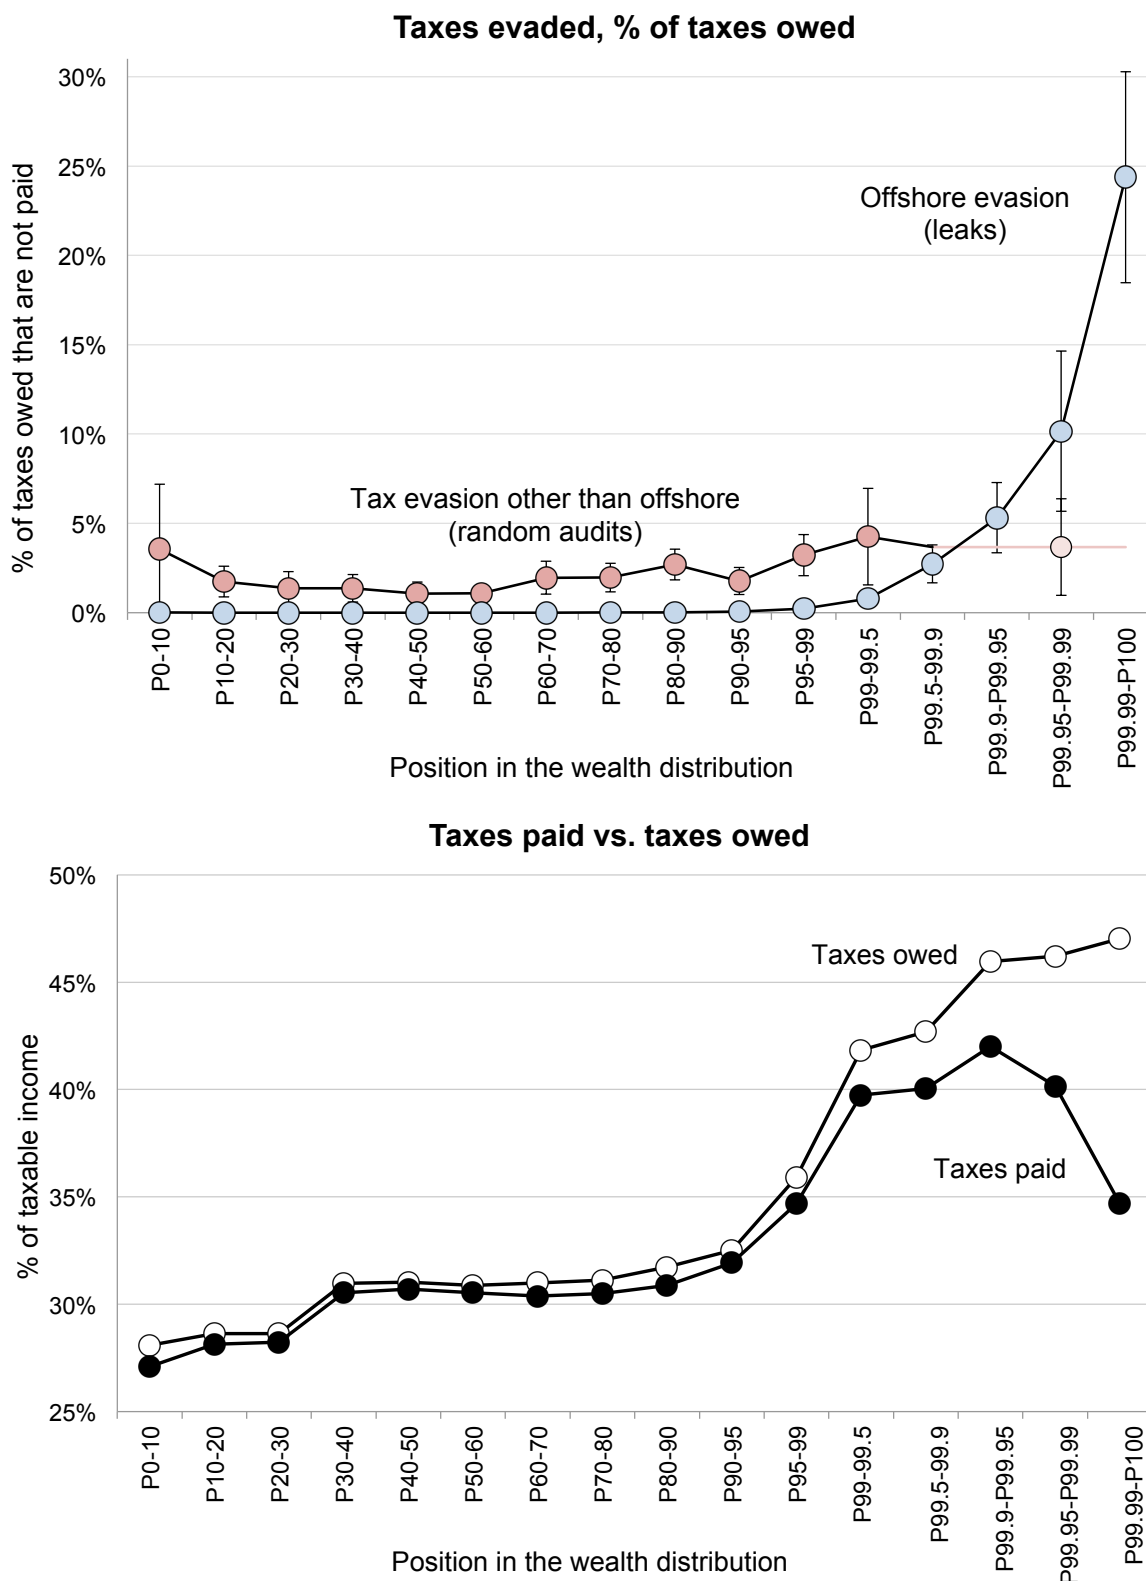 Taxes evaded, % of taxes owed
% of taxes owed that are not paid
30%
25%
20%
15%
10%
5%
0%
Offshore evasion
(leaks)
Tax evasion other than offshore
(random audits)
P0-10
P10-20
P20-30
P30-40
P40-50
P50-60
P60-70
P70-80
P80-90
P90-95
P95-99
P99-99.5
P99.5-99.9
P99.9-P99.95
P99.95-P99.99
P99.99-P100
Position in the wealth distribution
Taxes paid vs. taxes owed
% of taxable income
50%
45%
40%
35%
30%
25%
Taxes owed
Taxes paid
P0-10
P10-20
P20-30
P30-40
P40-50
P50-60
P60-70
P70-80
P80-90
P90-95
P95-99
P99-99.5
P99.5-99.9
P99.9-P99.95
P99.95-P99.99
P99.99-P100
Position in the wealth distribution